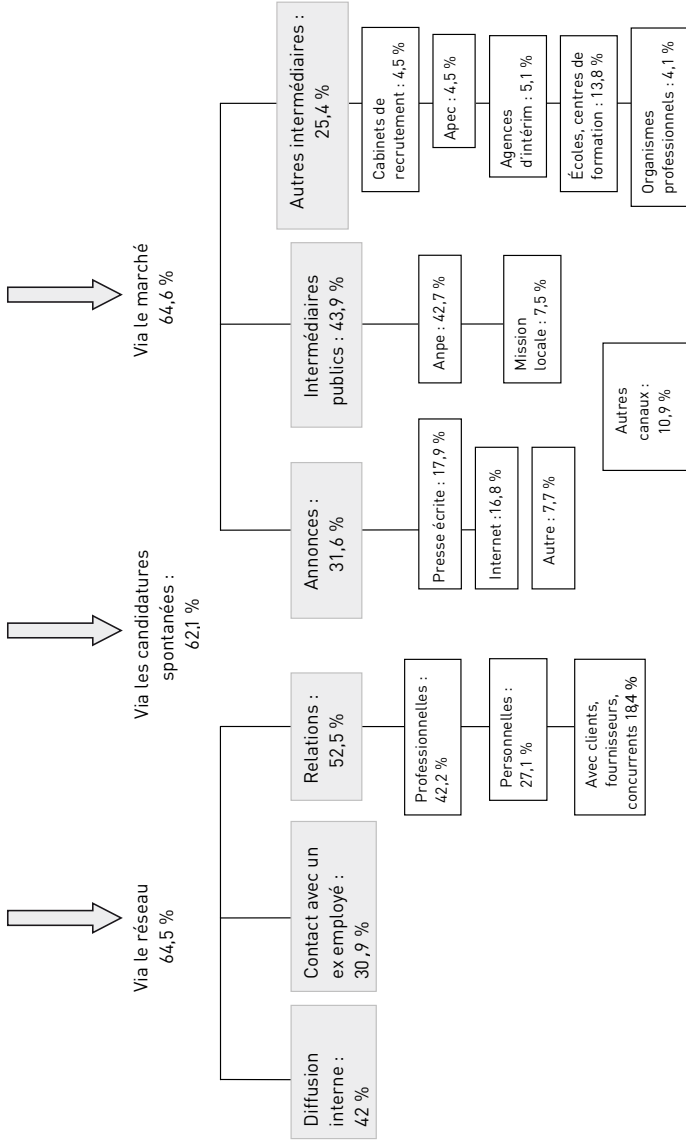 Via le réseau
64,5 %
Diffusion
interne :
42 %
Contact avec un
ex employé :
30,9 %
Relations :
52,5 %
Professionnelles :
42,2 %
Personnelles :
27,1 %
Avec clients,
fournisseurs,
concurrents 18,4 %
Via les candidatures
spontanées :
62,1 %
Via le marché
64,6 %
Annonces :
31,6 %
Presse écrite : 17,9 %
Internet :16,8 %
Autre : 7,7 %
Intermédiaires
publics : 43,9 %
Anpe : 42,7 %
Mission
locale : 7,5 %
Autres intermédiaires :
25,4 %
Cabinets de
recrutement : 4,5 %
Apec : 4,5 %
Agences
d'intérim : 5,1 %
Écoles, centres de
formation : 13,8 %
Organismes
professionnels : 4,1 %
Autres
canaux :
10,9 %